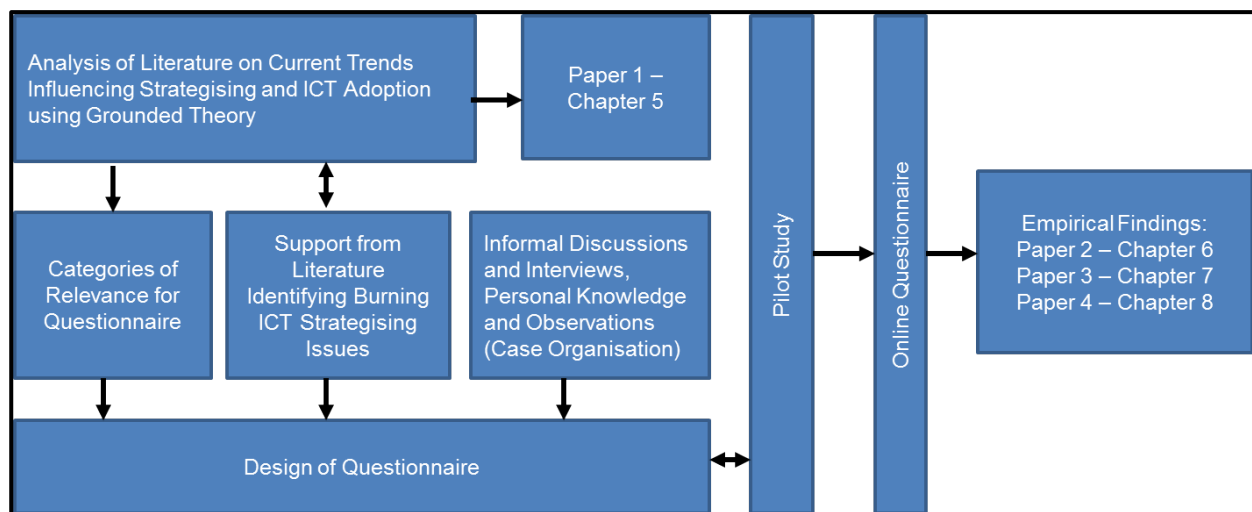 Analysis of Literature on Current Trends
Influencing Strategising and ICT Adoption
using Grounded Theory
Paper 1 –
Chapter 5
Categories of
Relevance for
Questionnaire
Support from
Literature
Identifying Burning
ICT Strategising
Issues
Informal Discussions
and Interviews,
Personal Knowledge
and Observations
(Case Organisation)
Design of Questionnaire
Pilot Study
Online Questionnaire
Empirical Findings:
Paper 2 – Chapter 6
Paper 3 – Chapter 7
Paper 4 – Chapter 8